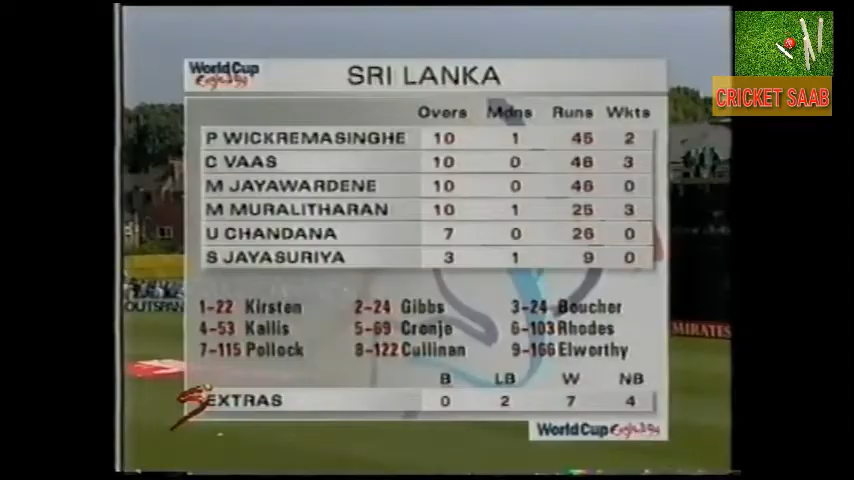 World Cup
England '99
SRI LANKA
CRICKET SAAB
Overs Mdns Runs Wkts
P WICKREMASINGHE 10 1 45 2
C VAAS 10 0 46 3
M JAYAWARDENE 10 0 46 0
M MURALITHARAN 10 1 25 3
U CHANDANA 7 0 26 0
S JAYASURIYA 3 1 9 0
1-22 Kirsten 2-24 Gibbs 3-24 Boucher
4-53 Kallis 5-69 Cronje 6-103 Rhodes
7-115 Pollock 8-122 Cullinan 9-166 Elworthy
B LB W NB
EXTRAS 0 2 7 4
World Cup England '99
OUTSPAN
EMIRATES